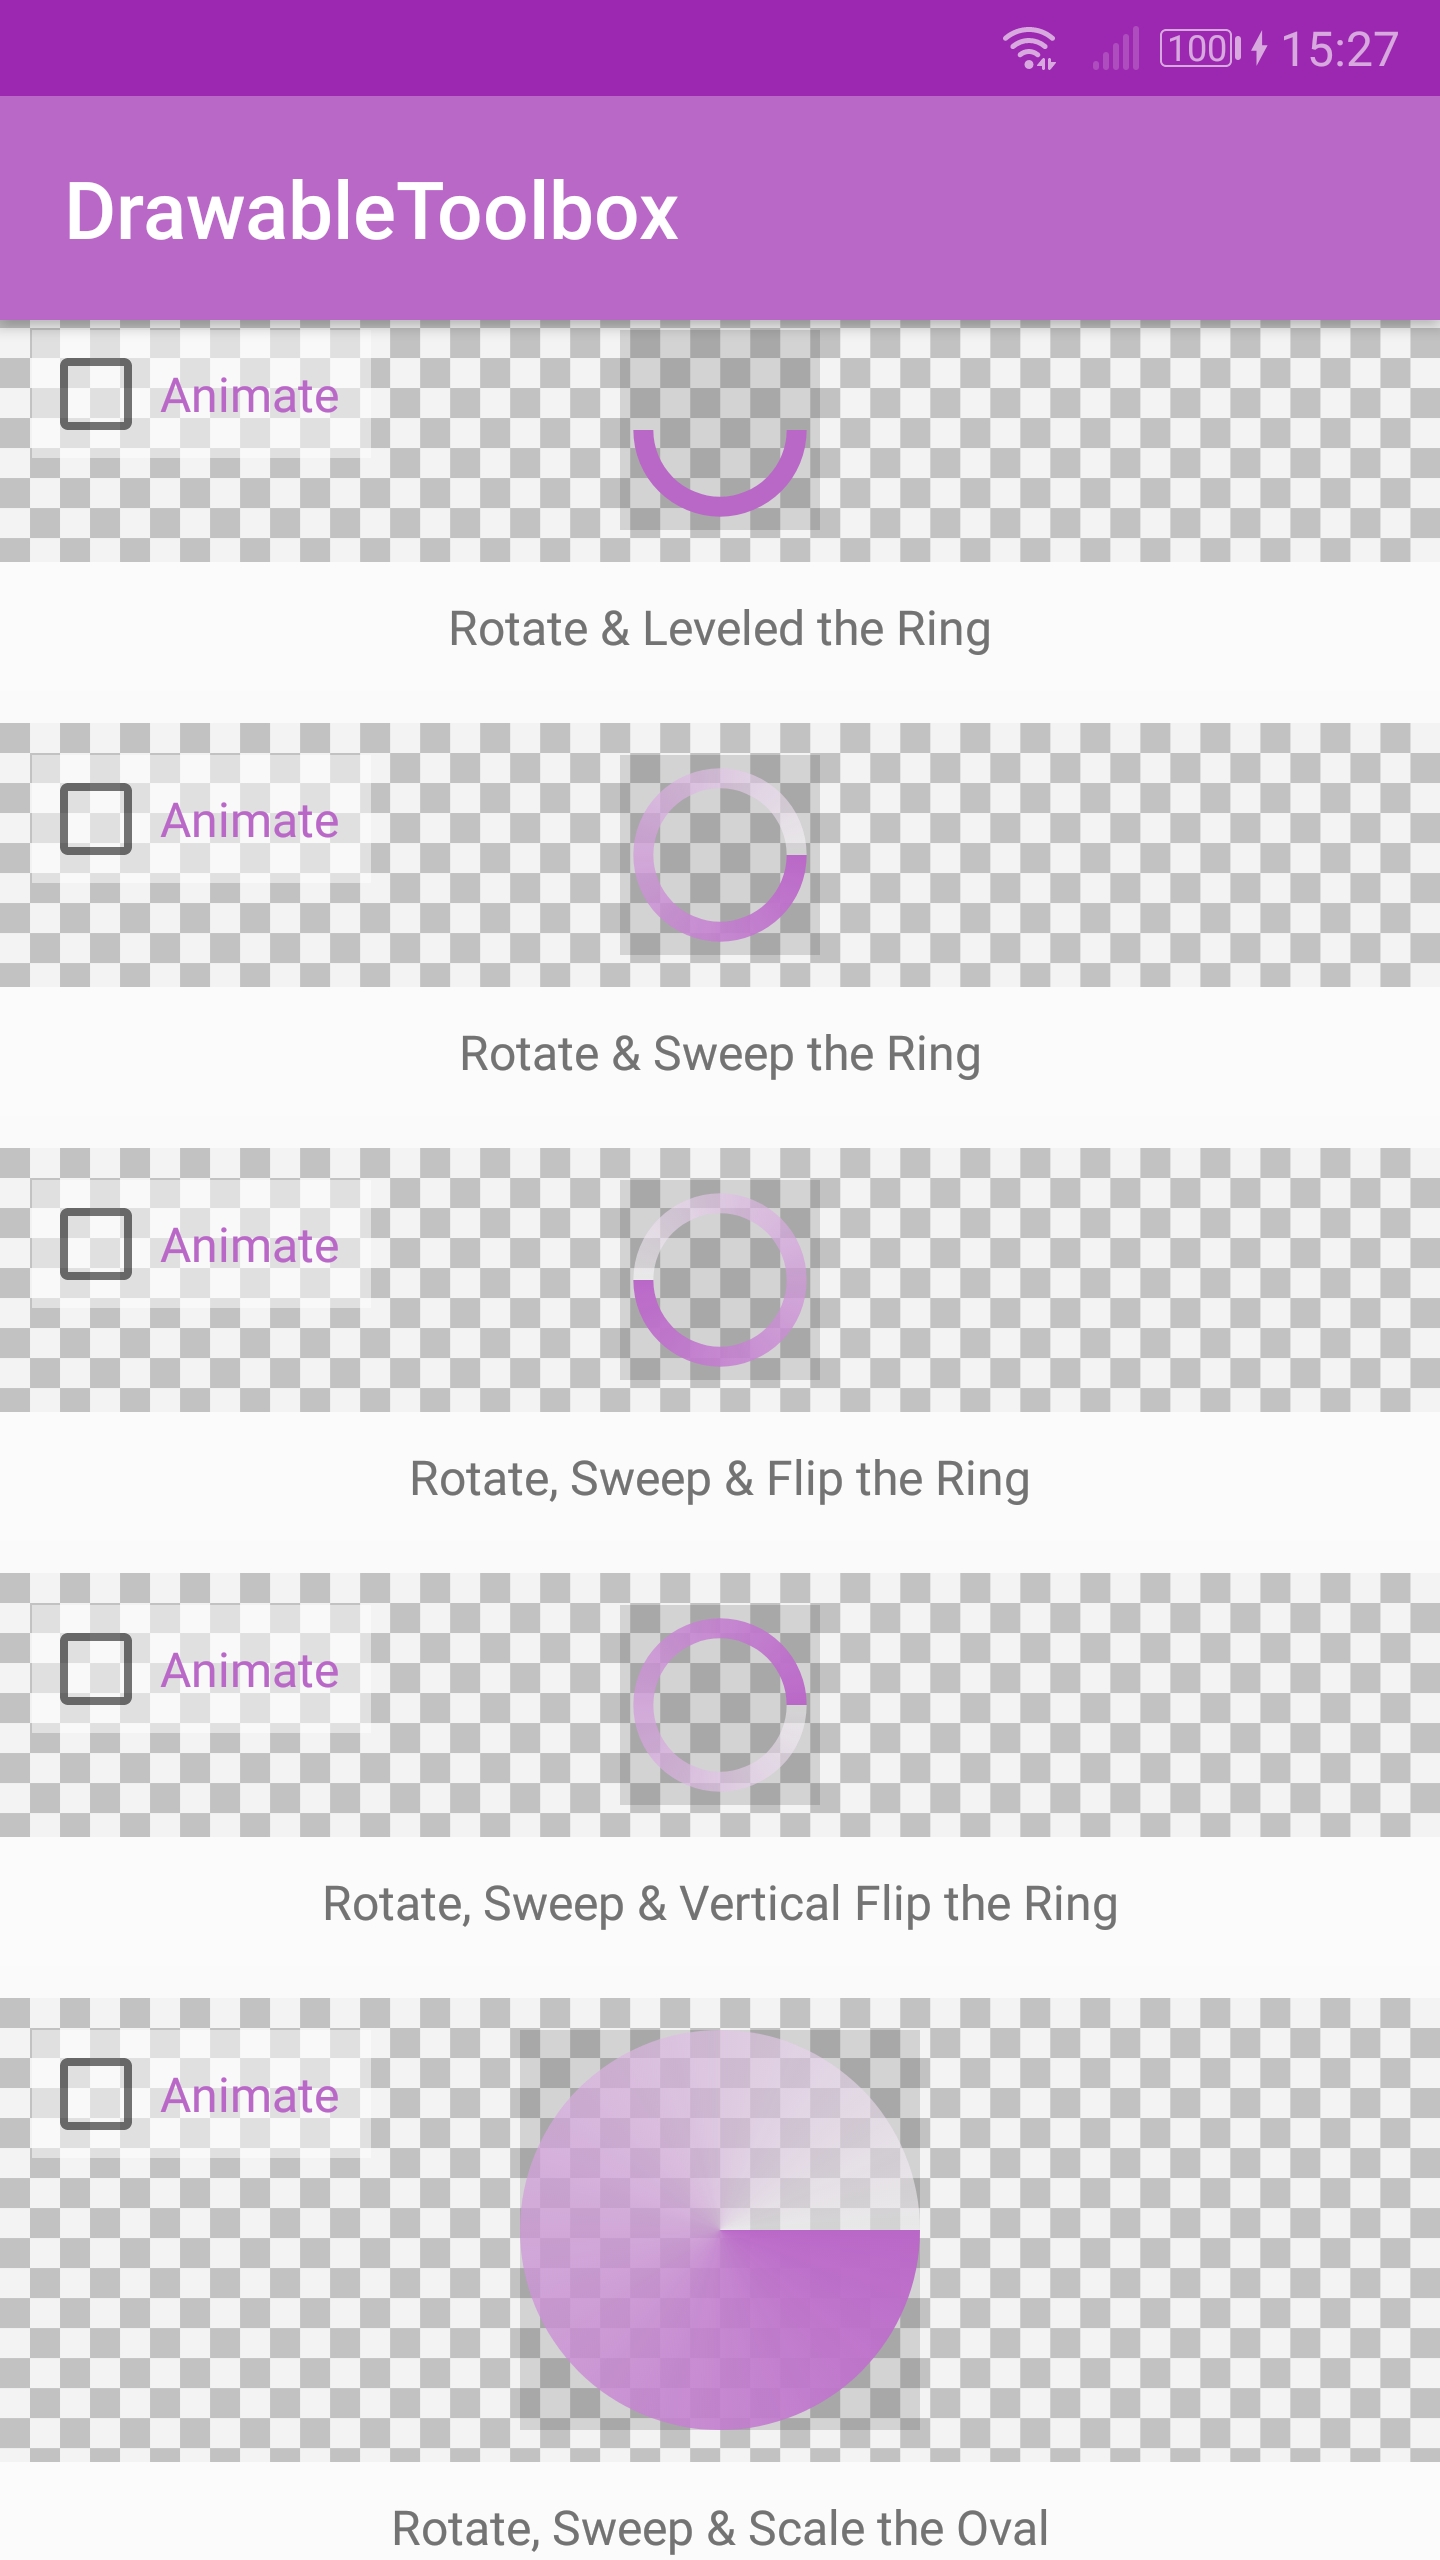 100 15:27
DrawableToolbox
Animate
Rotate & Leveled the Ring
Animate
Rotate & Sweep the Ring
Animate
Rotate, Sweep & Flip the Ring
Animate
Rotate, Sweep & Vertical Flip the Ring
Animate
Rotate, Sweep & Scale the Oval